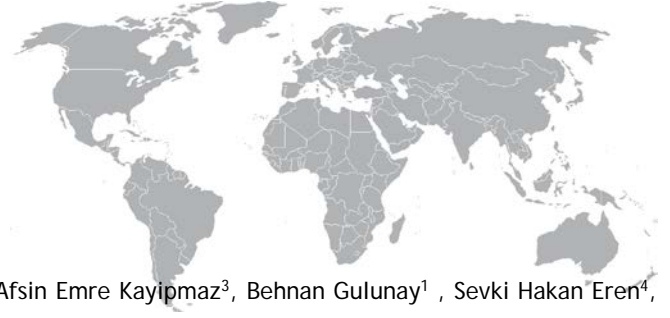 Afsin Emre Kayipmaz³, Behnan Gulunay¹ , Sevki Hakan Eren⁴,